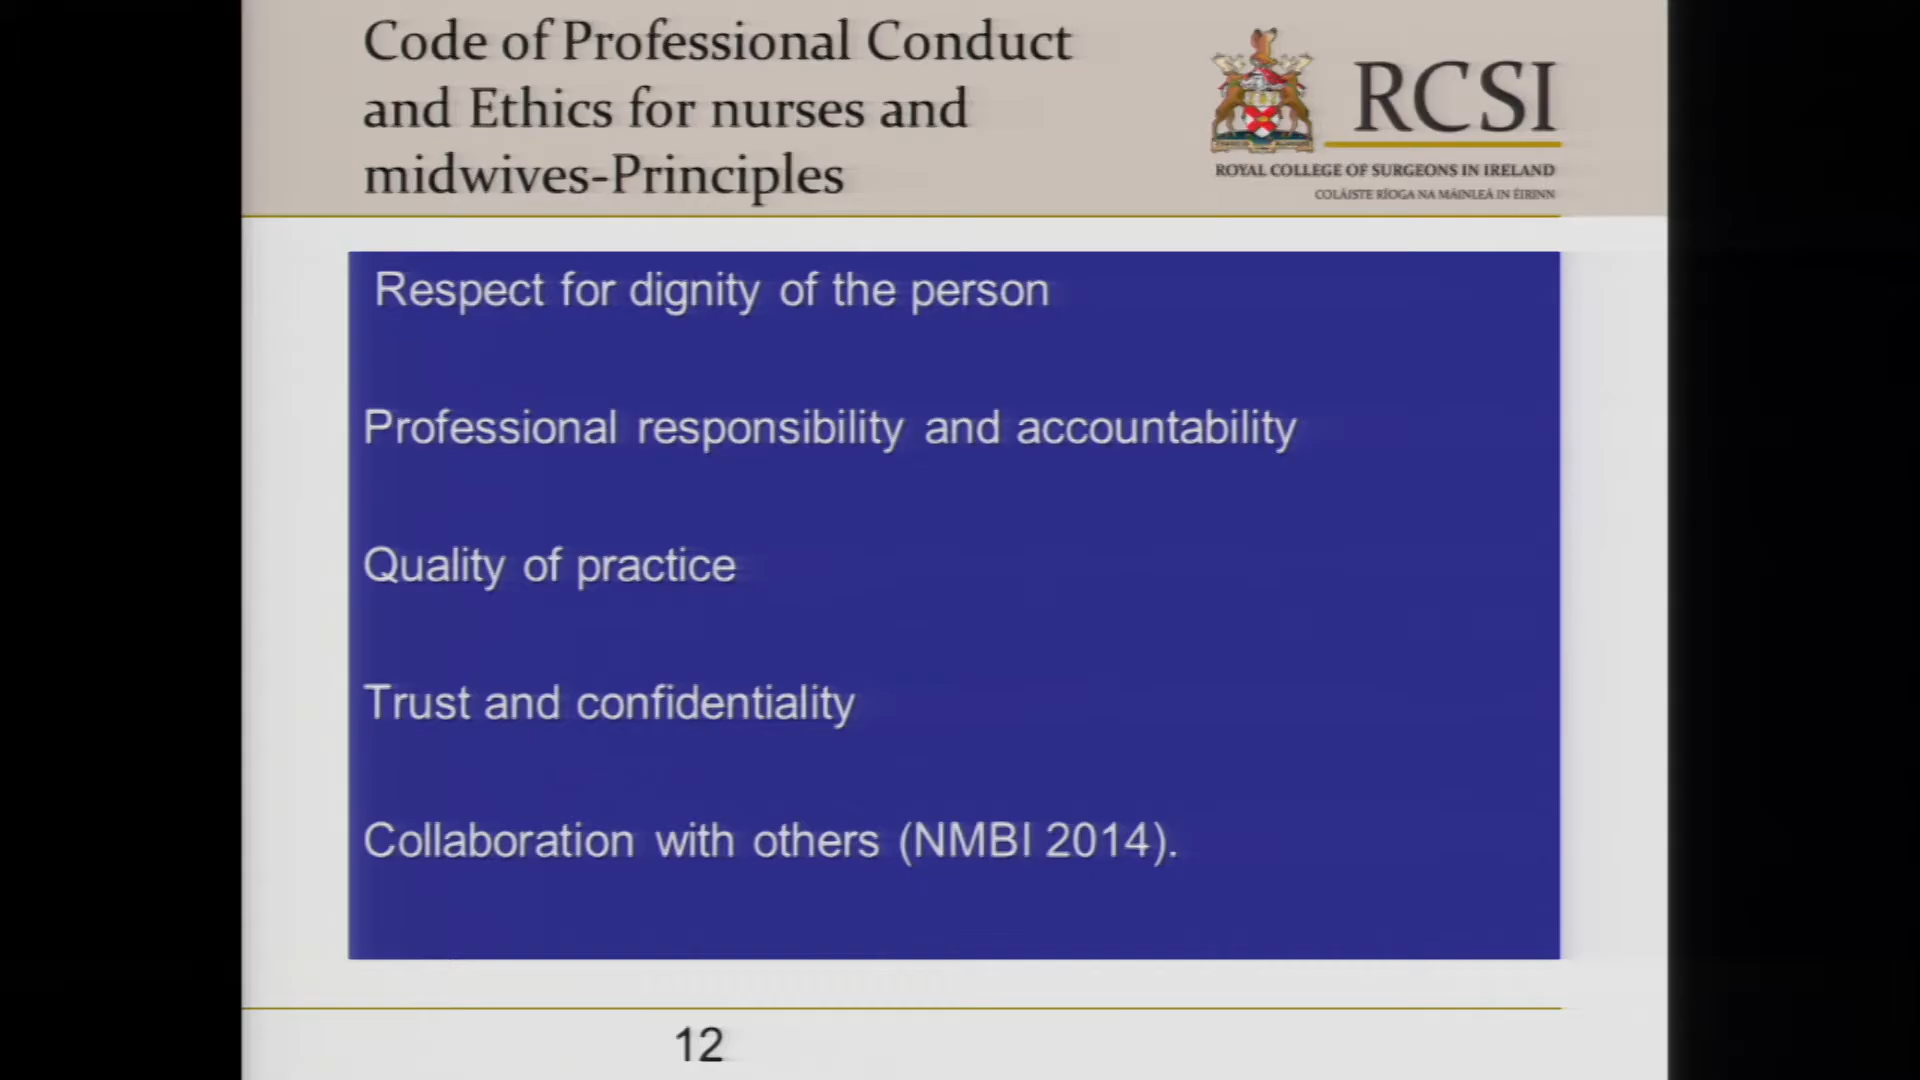 Code of Professional Conduct
and Ethics for nurses and
midwives-Principles
RCSI
ROYAL COLLEGE OF SURGEONS IN IRELAND
COLÁISTE RÍOGA NA MÁINLEÁ IN ÉIRINN
Respect for dignity of the person
Professional responsibility and accountability
Quality of practice
Trust and confidentiality
Collaboration with others (NMBI 2014).
12